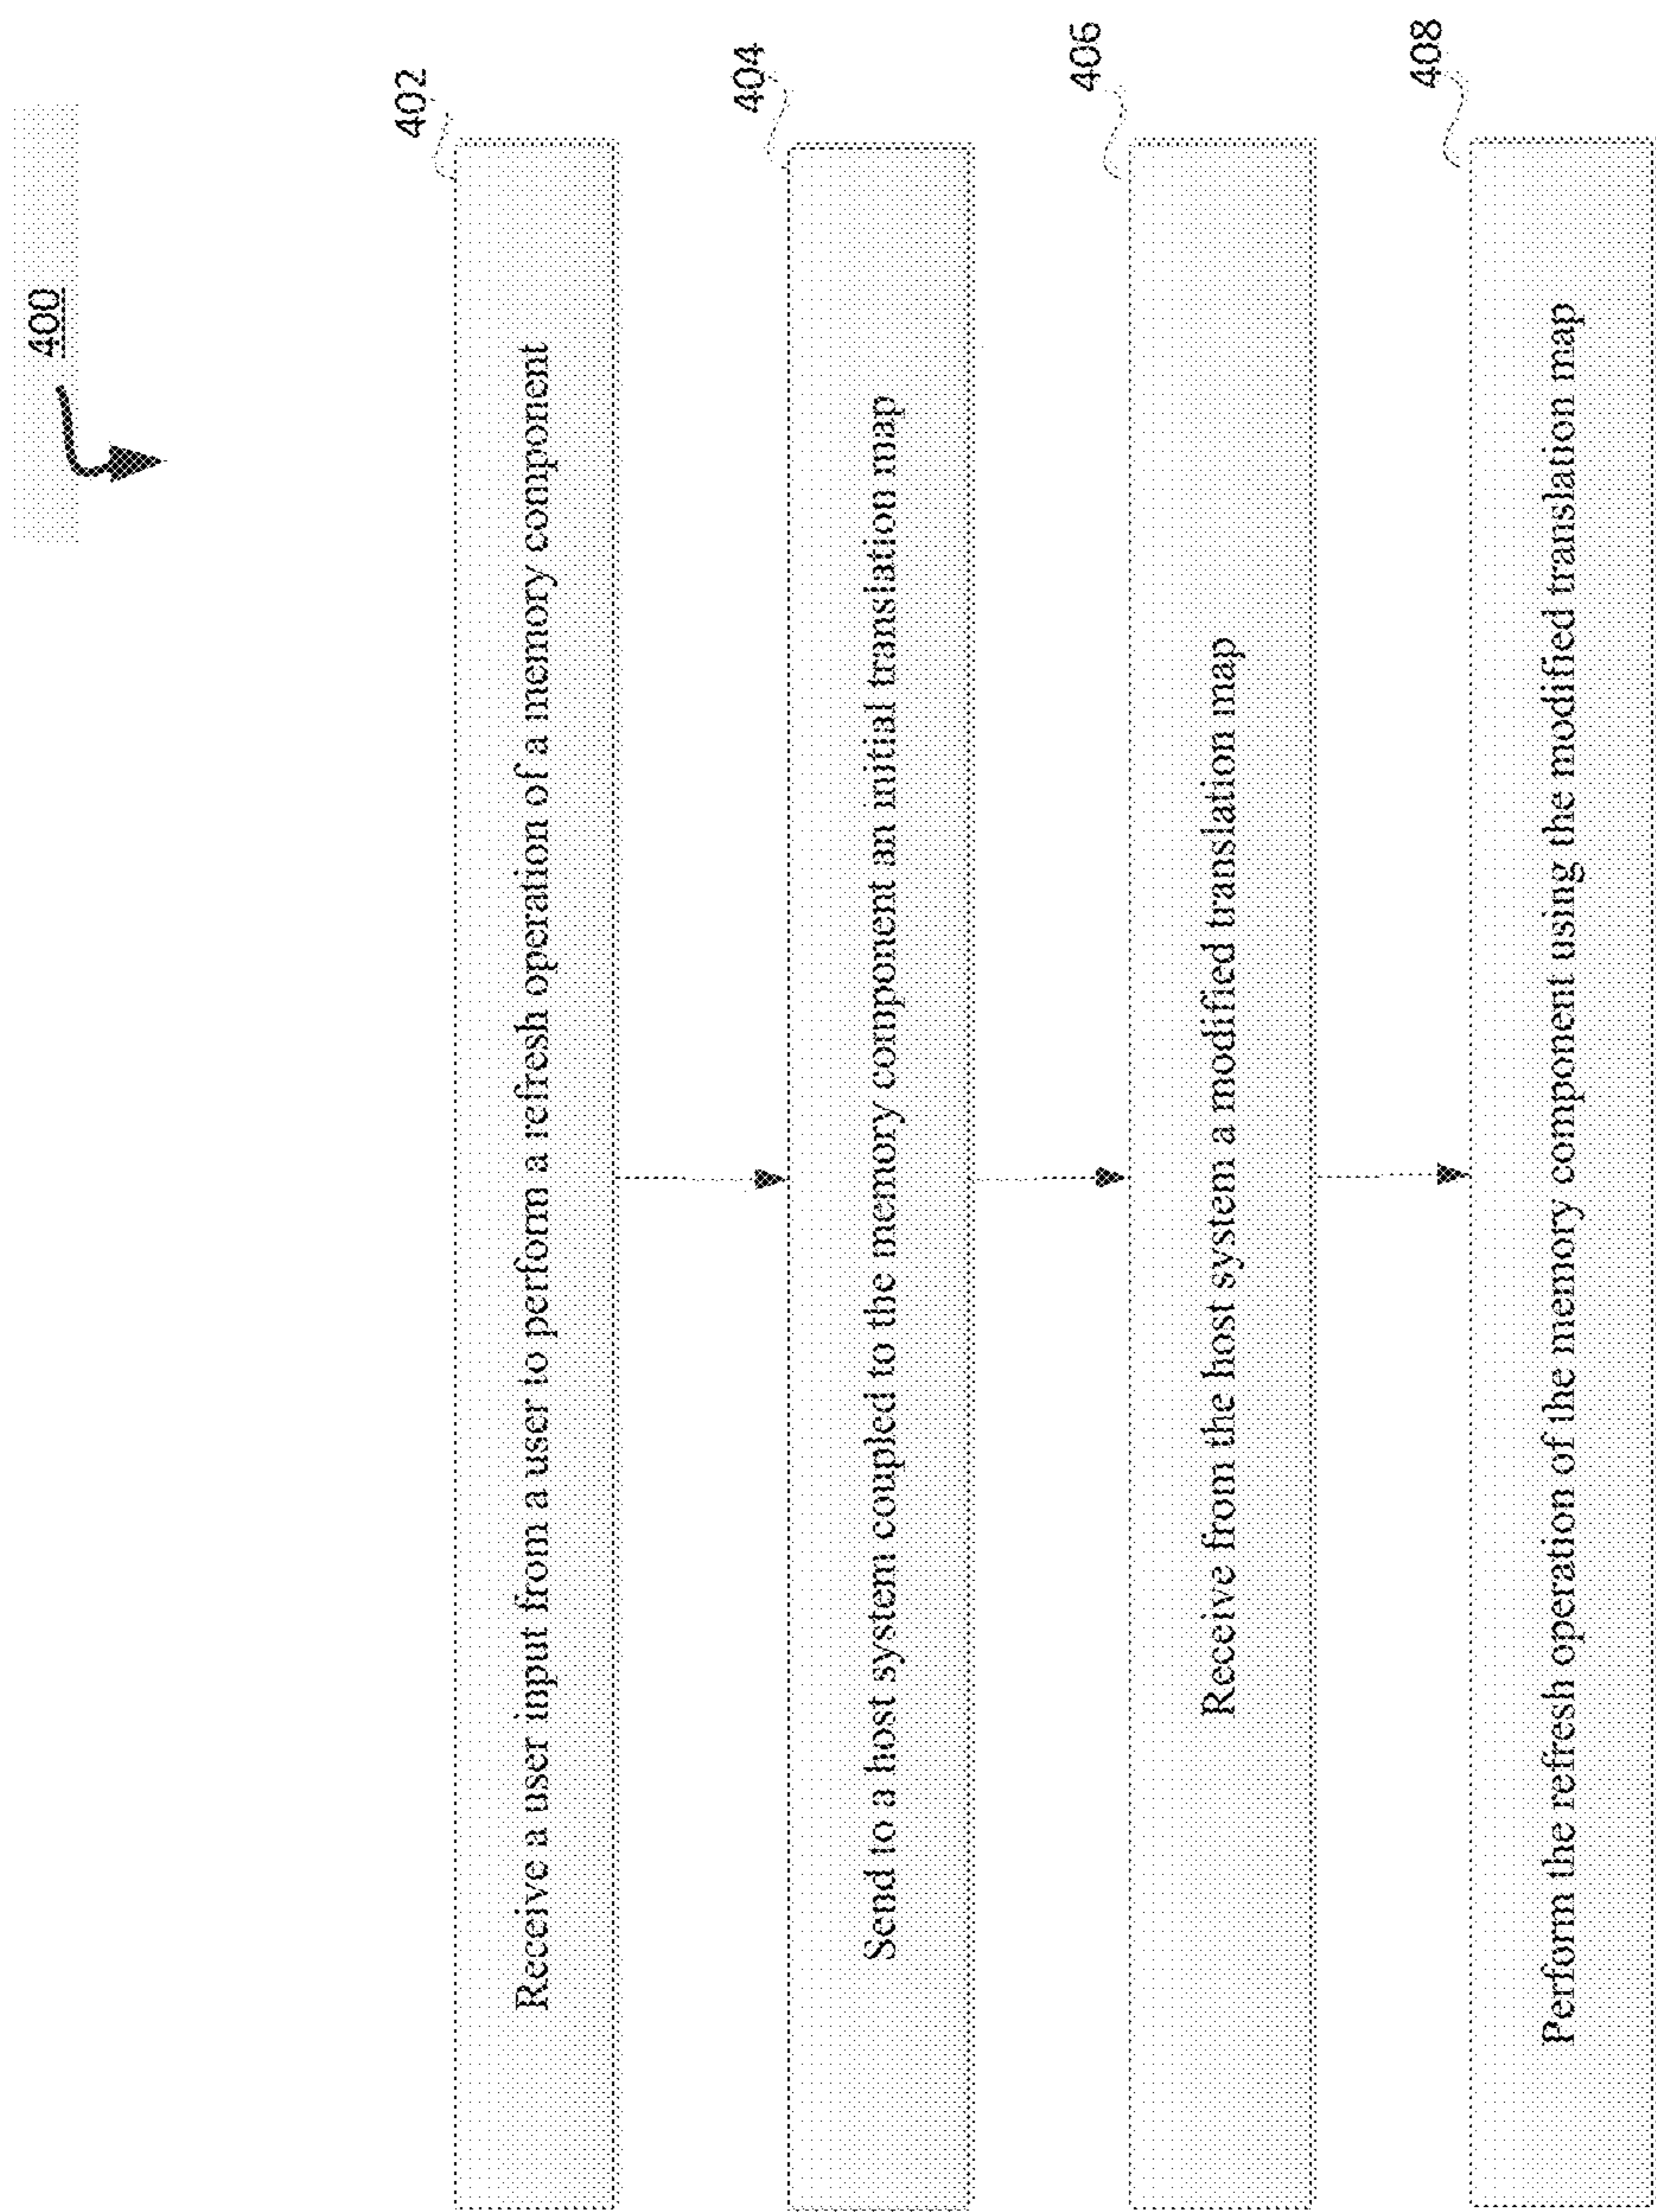 400
402
Receive a user input from a user to perform a refresh operation of a memory component
404
Send to a host system coupled to the memory component an initial translation map
406
Receive from the host system a modified translation map
408
Perform the refresh operation of the memory component using the modified translation map